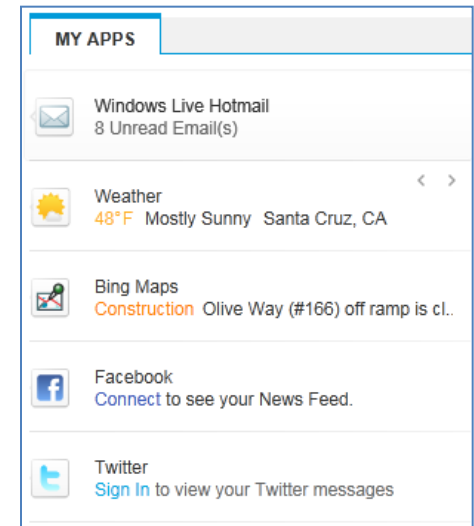 MY APPS
Windows Live Hotmail
8 Unread Email(s)
Weather
48°F Mostly Sunny Santa Cruz, CA
Bing Maps
Construction Olive Way (#166) off ramp is cl..
Facebook
Connect to see your News Feed.
Twitter
Sign In to view your Twitter messages